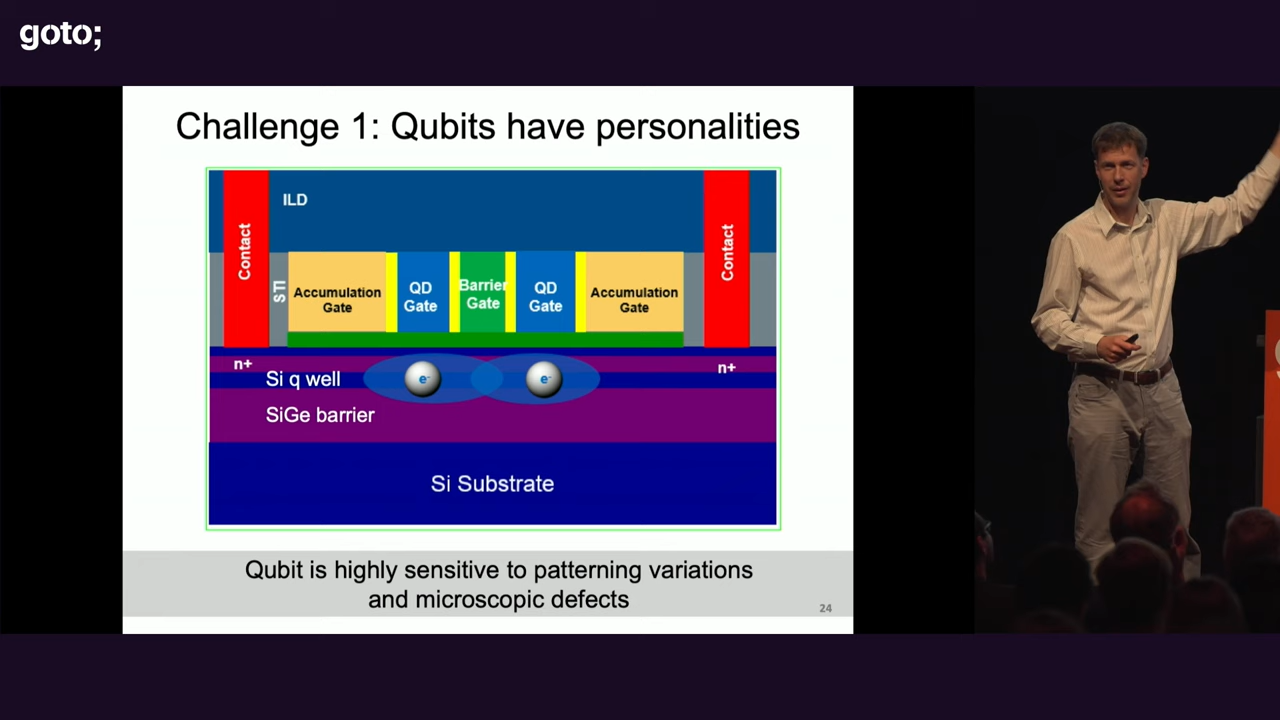 goto;
Challenge 1: Qubits have personalities
ILD
Contact
Contact
STI
Accumulation
Gate
QD
Gate
Barrier
Gate
QD
Gate
Accumulation
Gate
n+
n+
Si q well
e-
e-
SiGe barrier
Si Substrate
Qubit is highly sensitive to patterning variations
and microscopic defects
24